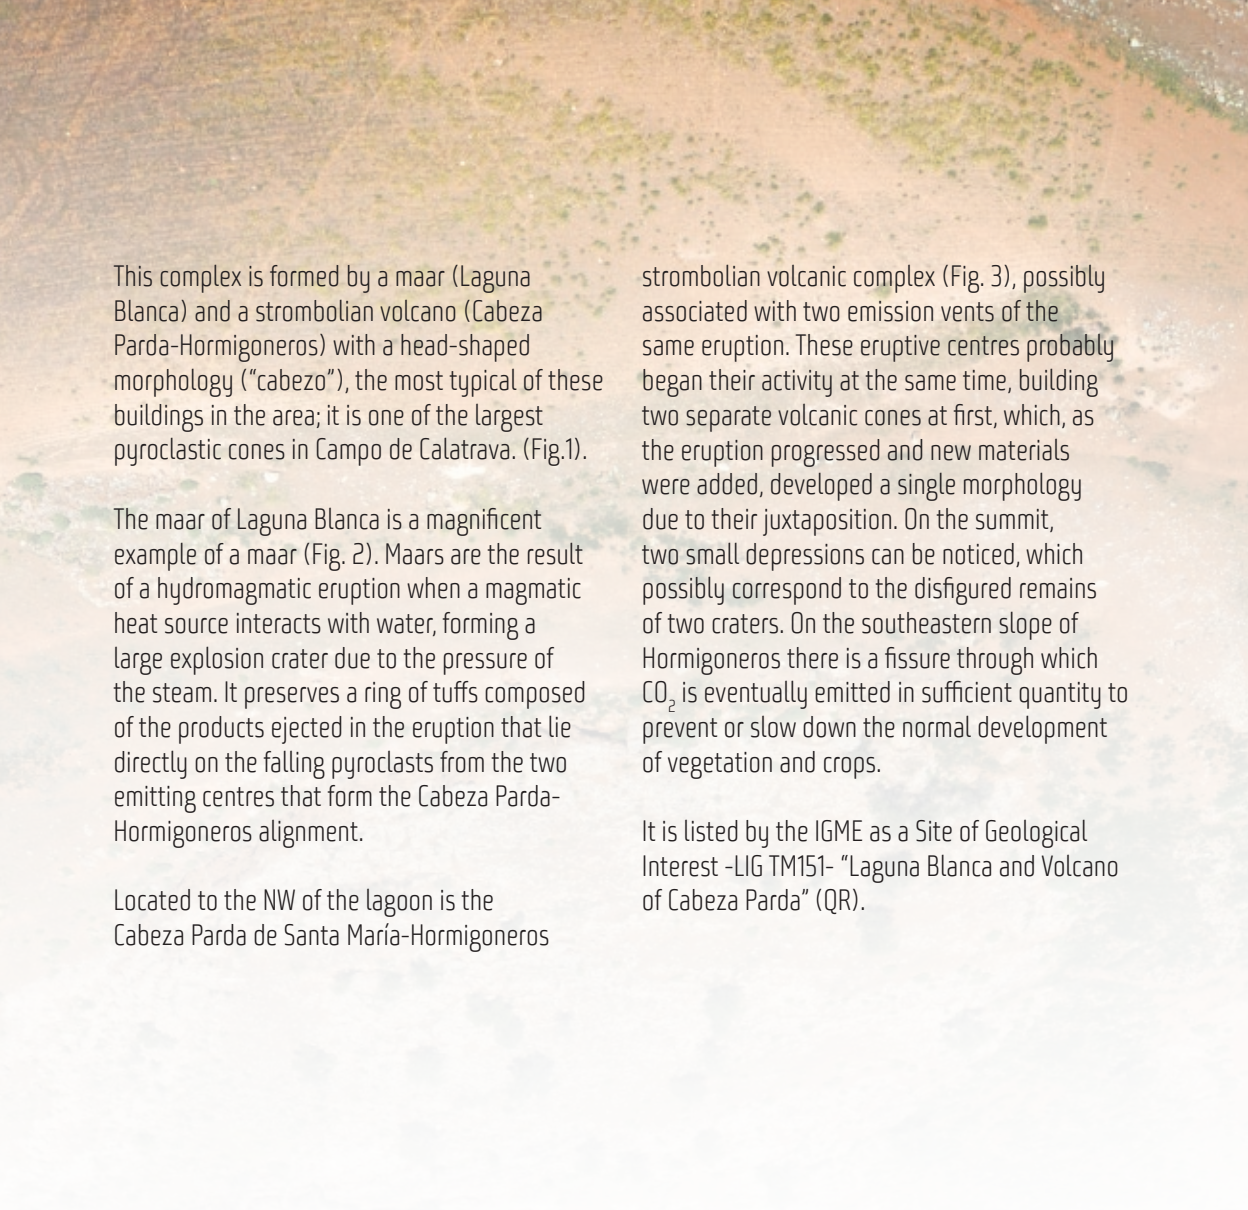 This complex is formed by a maar (Laguna
Blanca) and a strombolian volcano (Cabeza
Parda-Hormigoneros) with a head-shaped
morphology (“cabezo”), the most typical of these
buildings in the area; it is one of the largest
pyroclastic cones in Campo de Calatrava. (Fig.1).
The maar of Laguna Blanca is a magnificent
example of a maar (Fig. 2). Maars are the result
of a hydromagmatic eruption when a magmatic
heat source interacts with water, forming a
large explosion crater due to the pressure of
the steam. It preserves a ring of tuffs composed
of the products ejected in the eruption that lie
directly on the falling pyroclasts from the two
emitting centres that form the Cabeza Parda-
Hormigoneros alignment.
Located to the NW of the lagoon is the
Cabeza Parda de Santa María-Hormigoneros
strombolian volcanic complex (Fig. 3), possibly
associated with two emission vents of the
same eruption. These eruptive centres probably
began their activity at the same time, building
two separate volcanic cones at first, which, as
the eruption progressed and new materials
were added, developed a single morphology
due to their juxtaposition. On the summit,
two small depressions can be noticed, which
possibly correspond to the disfigured remains
of two craters. On the southeastern slope of
Hormigoneros there is a fissure through which
CO₂ is eventually emitted in sufficient quantity to
prevent or slow down the normal development
of vegetation and crops.
It is listed by the IGME as a Site of Geological
Interest -LIG TM151- “Laguna Blanca and Volcano
of Cabeza Parda” (QR).